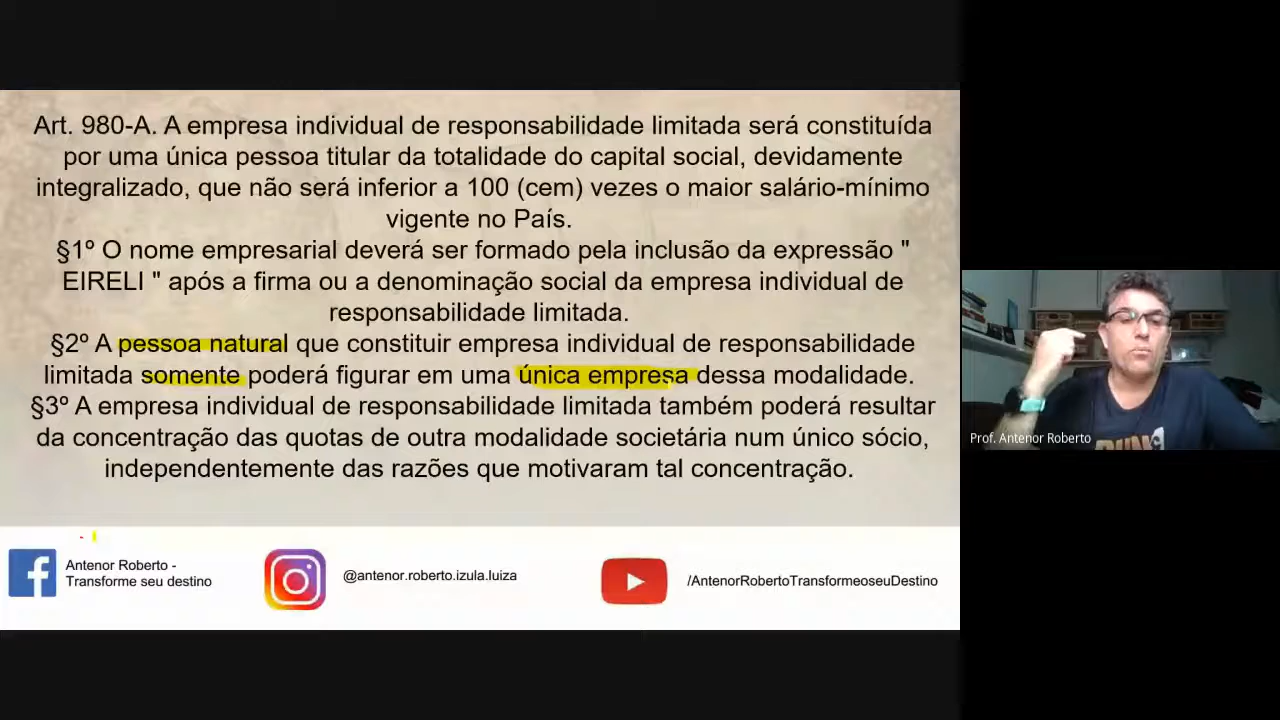 Art. 980-A. A empresa individual de responsabilidade limitada será constituída
por uma única pessoa titular da totalidade do capital social, devidamente
integralizado, que não será inferior a 100 (cem) vezes o maior salário-mínimo
vigente no País.
§1º O nome empresarial deverá ser formado pela inclusão da expressão "
EIRELI " após a firma ou a denominação social da empresa individual de
responsabilidade limitada.
§2º A pessoa natural que constituir empresa individual de responsabilidade
limitada somente poderá figurar em uma única empresa dessa modalidade.
§3º A empresa individual de responsabilidade limitada também poderá resultar
da concentração das quotas de outra modalidade societária num único sócio,
independentemente das razões que motivaram tal concentração.
Antenor Roberto -
Transforme seu destino
@antenor.roberto.izula.luiza
/AntenorRobertoTransformeoseuDestino
Prof. Antenor Roberto